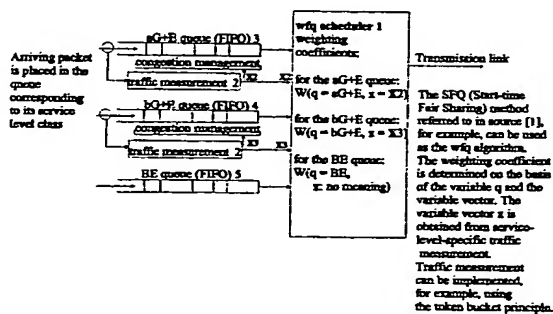 Arriving packet
is placed in the
queue
corresponding
to its service
level class
aG+E queue (FIFO) 3
congestion management
traffic measurement 2
X2
X2
bG+E queue (FIFO) 4
congestion management
traffic measurement 2
X3
X3
BE queue (FIFO) 5
wfq scheduler 1
weighting
coefficients:
for the aG+E queue:
W(q = aG+E, x = X2)
for the bG+E queue:
W(q = bG+E, x = X3)
for the BE queue:
W(q = BE,
x: no meaning)
Transmission link
The SFQ (Start-time
Fair Sharing) method
referred to in source [1],
for example, can be used
as the wfq algorithm.
The weighting coefficient
is determined on the basis
of the variable q and the
variable vector. The
variable vector x is
obtained from service-
level-specific traffic
measurement.
Traffic measurement
can be implemented,
for example, using
the token bucket principle.